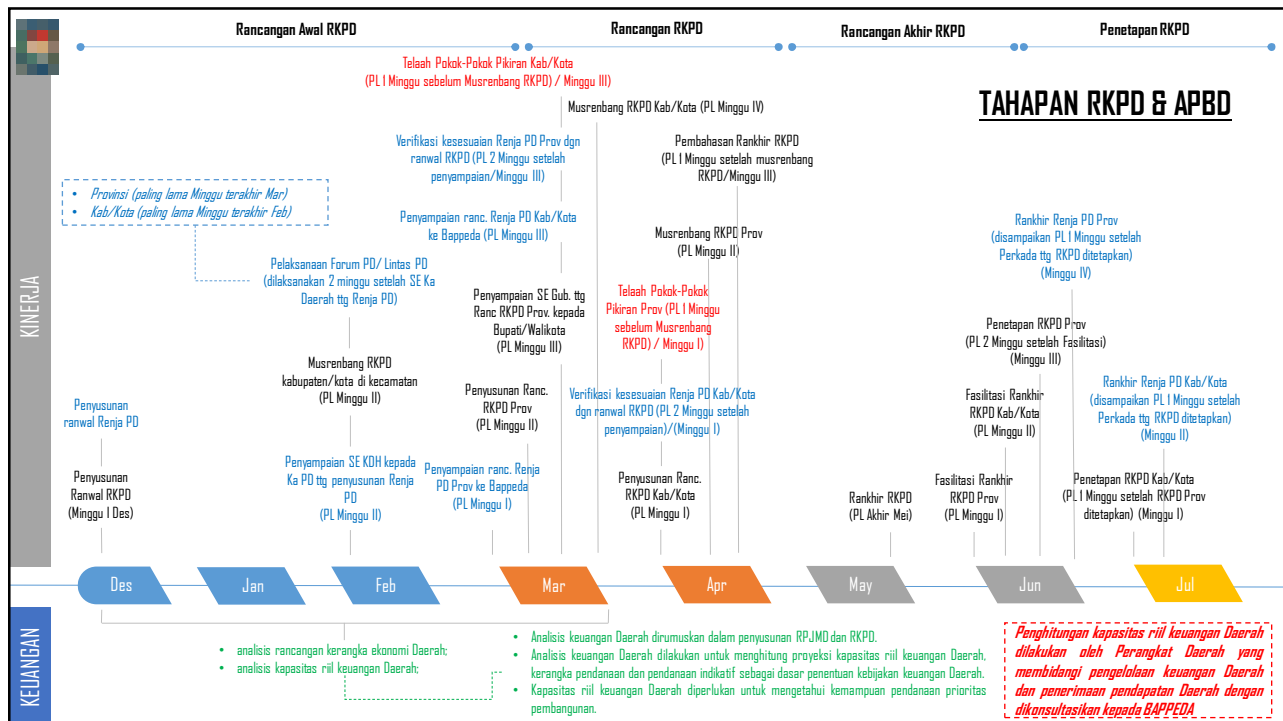 Rancangan Awal RKPD
Rancangan RKPD
Rancangan Akhir RKPD
Penetapan RKPD
TAHAPAN RKPD & APBD
KINERJA
Telaah Pokok-Pokok Pikiran Kab/Kota
(PL 1 Minggu sebelum Musrenbang RKPD) / Minggu III)
Musrenbang RKPD Kab/Kota (PL Minggu IV)
Verifikasi kesesuaian Renja PD Prov dgn
ranwal RKPD (PL 2 Minggu setelah
penyampaian/Minggu III)
Pembahasan Rankhir RKPD
(PL 1 Minggu setelah musrenbang
RKPD/Minggu III)
• Provinsi (paling lama Minggu terakhir Mar)
• Kab/Kota (paling lama Minggu terakhir Feb)
Penyampaian ranc. Renja PD Kab/Kota
ke Bappeda (PL Minggu III)
Musrenbang RKPD Prov
(PL Minggu II)
Rankhir Renja PD Prov
(disampaikan PL 1 Minggu setelah
Perkada ttg RKPD ditetapkan)
(Minggu IV)
Pelaksanaan Forum PD/ Lintas PD
(dilaksanakan 2 minggu setelah SE Ka
Daerah ttg Renja PD)
Penyampaian SE Gub. ttg
Ranc RKPD Prov. kepada
Bupati/Walikota
(PL Minggu III)
Telaah Pokok-Pokok
Pikiran Prov (PL 1 Minggu
sebelum Musrenbang
RKPD) / Minggu I)
Penetapan RKPD Prov
(PL 2 Minggu setelah Fasilitasi)
(Minggu III)
Musrenbang RKPD
kabupaten/kota di kecamatan
(PL Minggu II)
Penyusunan
ranwal Renja PD
Penyusunan Ranc.
RKPD Prov
(PL Minggu II)
Verifikasi kesesuaian Renja PD Kab/Kota
dgn ranwal RKPD (PL 2 Minggu setelah
penyampaian)/(Minggu I)
Fasilitasi Rankhir
RKPD Kab/Kota
(PL Minggu II)
Rankhir Renja PD Kab/Kota
(disampaikan PL 1 Minggu setelah
Perkada ttg RKPD ditetapkan)
(Minggu II)
Penyusunan
Ranwal RKPD
(Minggu I Des)
Penyampaian SE KDH kepada
Ka PD ttg penyusunan Renja
PD
(PL Minggu II)
Penyampaian ranc. Renja
PD Prov ke Bappeda
(PL Minggu I)
Penyusunan Ranc.
RKPD Kab/Kota
(PL Minggu I)
Rankhir RKPD
(PL Akhir Mei)
Fasilitasi Rankhir
RKPD Prov
(PL Minggu I)
Penetapan RKPD Kab/Kota
(PL 1 Minggu setelah RKPD Prov
ditetapkan) (Minggu I)
Des
Jan
Feb
Mar
Apr
May
Jun
Jul
KEUANGAN
• analisis rancangan kerangka ekonomi Daerah;
• analisis kapasitas riil keuangan Daerah;
• Analisis keuangan Daerah dirumuskan dalam penyusunan RPJMD dan RKPD.
• Analisis keuangan Daerah dilakukan untuk menghitung proyeksi kapasitas riil keuangan Daerah,
kerangka pendanaan dan pendanaan indikatif sebagai dasar penentuan kebijakan keuangan Daerah.
• Kapasitas riil keuangan Daerah diperlukan untuk mengetahui kemampuan pendanaan prioritas
pembangunan.
Penghitungan kapasitas riil keuangan Daerah
dilakukan oleh Perangkat Daerah yang
membidangi pengelolaan keuangan Daerah
dan penerimaan pendapatan Daerah dengan
dikonsultasikan kepada BAPPEDA